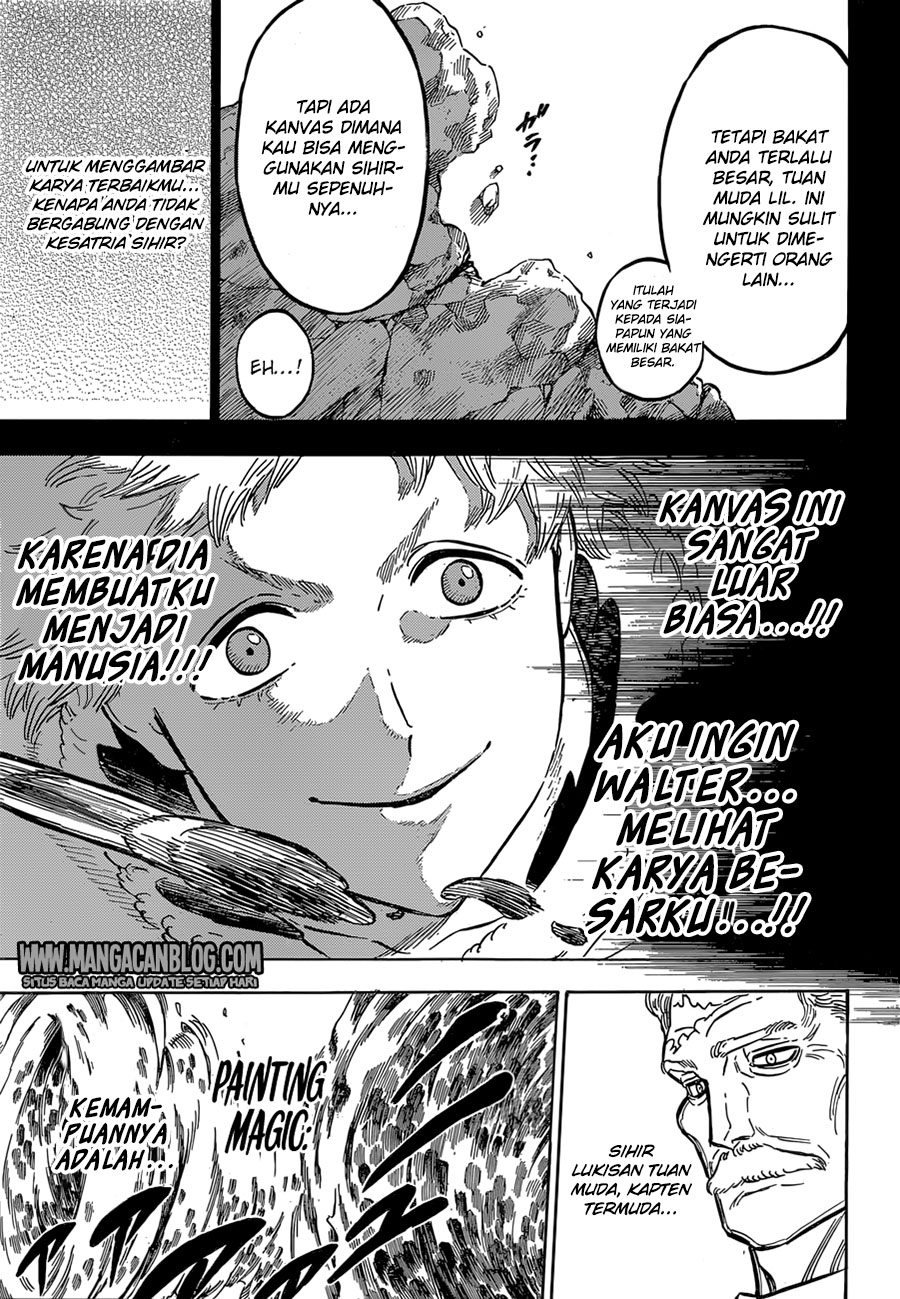 TETAPI BAKAT
ANDA TERLALU
BESAR, TUAN
MUDA LIL. INI
MUNGKIN SULIT
UNTUK DIME-
NGERTI ORANG
LAIN...
ITULAH
YANG TERJADI
KEPADA SIA-
PAPUN YANG
MEMILIKI BAKAT
BESAR.
ガラ…
TAPI ADA
KANVAS DIMANA
KAU BISA MENG-
GUNAKAN SIHIR-
MU SEPENUH-
NYA...
EH...!
UNTUK MENGGAMBAR
KARYA TERBAIKMU...
KENAPA ANDA TIDAK
BERGABUNG DENGAN
KESATRIA SIHIR?
KANVAS INI
SANGAT
LUAR
BIASA...!!
AKU INGIN
WALTER...
MELIHAT
KARYA BE-
SARKU...!!
KARENA DIA
MEMBUATKU
MENJADI
MANUSIA!!!
WWW.MANGACANBLOG.COM
SITUS BACA MANGA UPDATE SETIAP HARI
SIHIR
LUKISAN TUAN
MUDA, KAPTEN
TERMUDA...
PAINTING
MAGIC:
KEMAM-
PUANNYA
ADALAH...